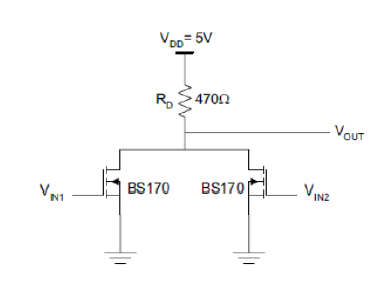 V_DD = 5V
R_D 470Ω
V_OUT
V_IN1 BS170 BS170 V_IN2